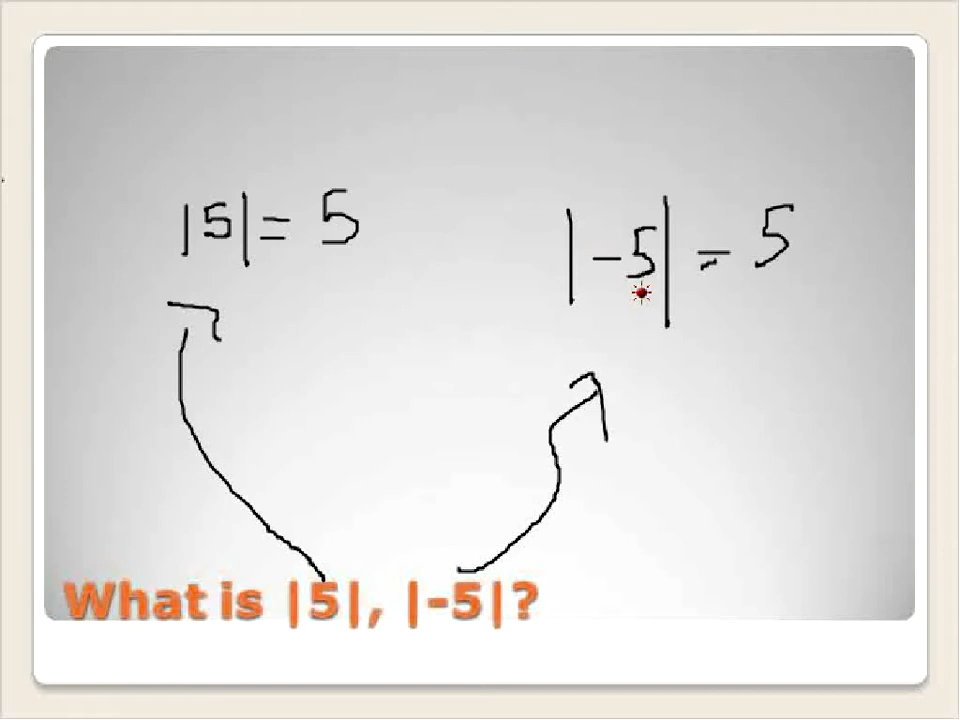 |5| = 5
|-5| = 5
What is |5|, |-5|?